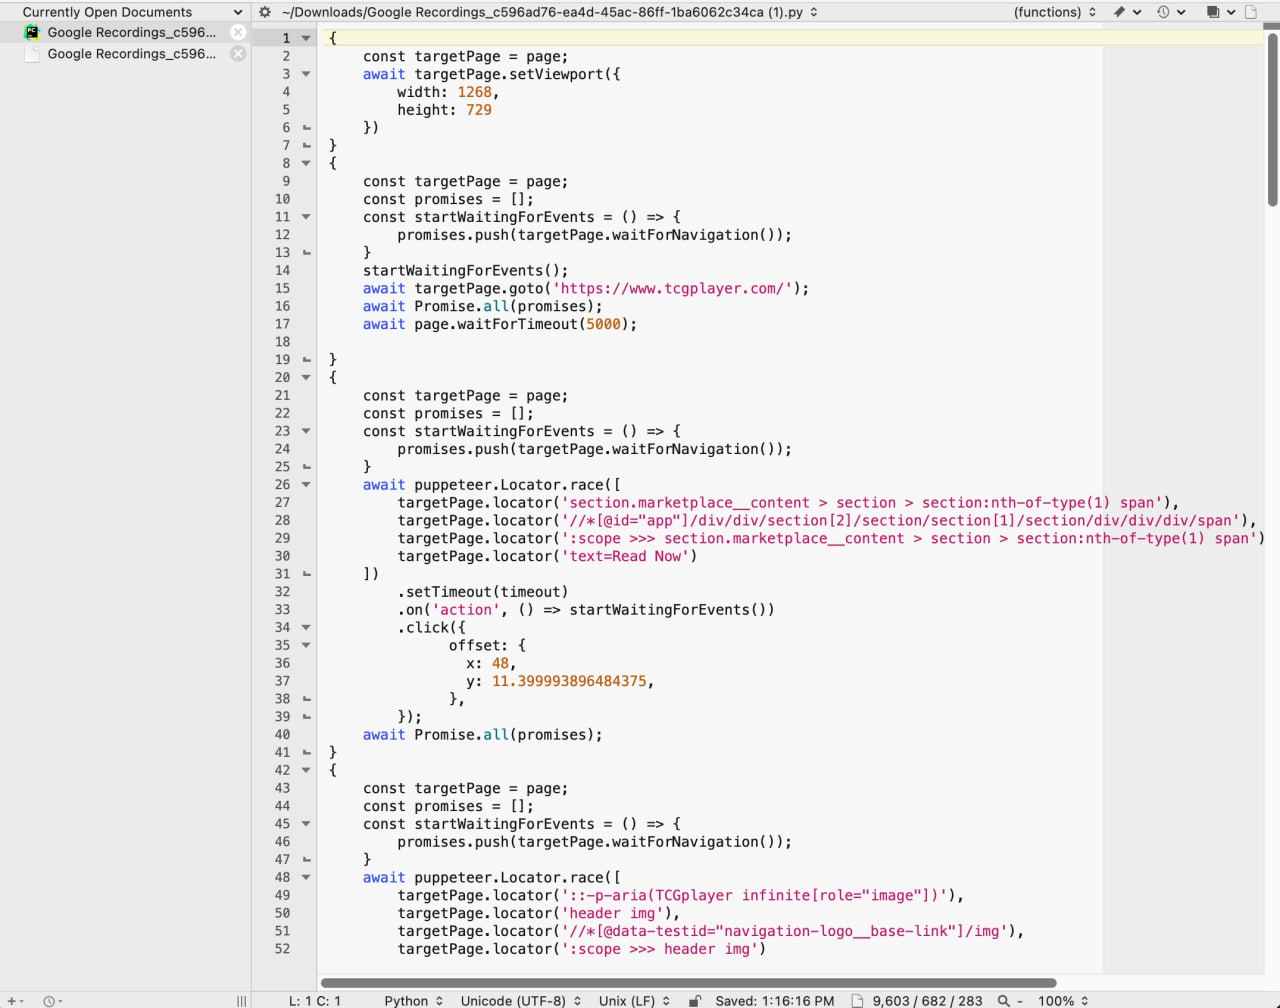 Currently Open Documents
~/Downloads/Google Recordings_c596ad76-ea4d-45ac-86ff-1ba6062c34ca (1).py
(functions)
Google Recordings_c596...
Google Recordings_c596...
1 {
2 const targetPage = page;
3 await targetPage.setViewport({
4 width: 1268,
5 height: 729
6 })
7 }
8 {
9 const targetPage = page;
10 const promises = [];
11 const startWaitingForEvents = () => {
12 promises.push(targetPage.waitForNavigation());
13 }
14 startWaitingForEvents();
15 await targetPage.goto('https://www.tcgplayer.com/');
16 await Promise.all(promises);
17 await page.waitForTimeout(5000);
18
19 }
20 {
21 const targetPage = page;
22 const promises = [];
23 const startWaitingForEvents = () => {
24 promises.push(targetPage.waitForNavigation());
25 }
26 await puppeteer.Locator.race([
27 targetPage.locator('section.marketplace__content > section > section:nth-of-type(1) span'),
28 targetPage.locator('//*[@id="app"]/div/div/section[2]/section/section[1]/section/div/div/div/span'),
29 targetPage.locator(':scope >>> section.marketplace__content > section > section:nth-of-type(1) span')
30 targetPage.locator('text=Read Now')
31 ])
32 .setTimeout(timeout)
33 .on('action', () => startWaitingForEvents())
34 .click({
35 offset: {
36 x: 48,
37 y: 11.399993896484375,
38 },
39 });
40 await Promise.all(promises);
41 }
42 {
43 const targetPage = page;
44 const promises = [];
45 const startWaitingForEvents = () => {
46 promises.push(targetPage.waitForNavigation());
47 }
48 await puppeteer.Locator.race([
49 targetPage.locator('::-p-aria(TCGplayer infinite[role="image"])'),
50 targetPage.locator('header img'),
51 targetPage.locator('//*[@data-testid="navigation-logo__base-link"]/img'),
52 targetPage.locator(':scope >>> header img')
L: 1 C: 1 Python Unicode (UTF-8) Unix (LF) Saved: 1:16:16 PM 9,603 / 682 / 283 - 100%